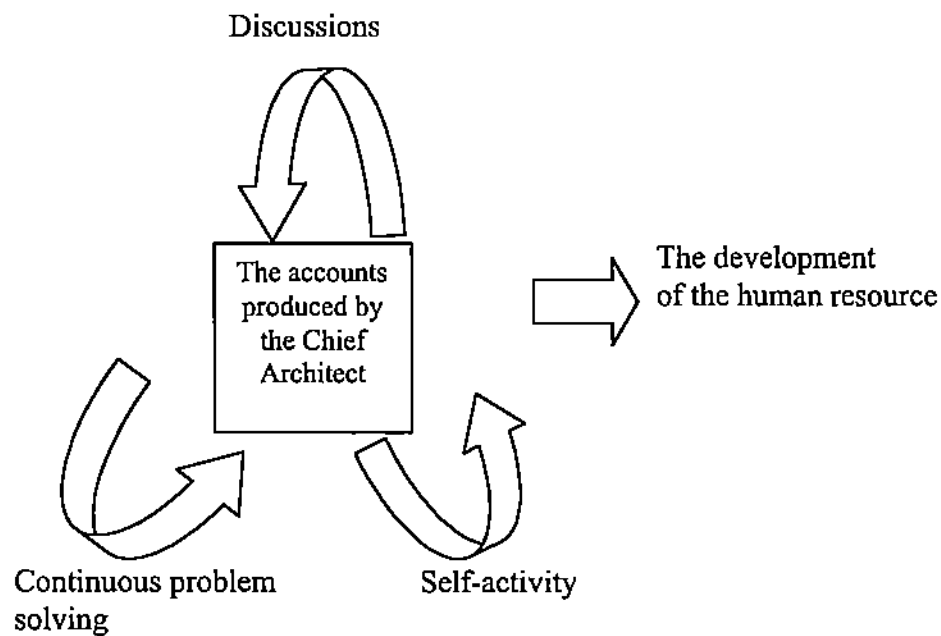 Discussions
The accounts
produced by
the Chief
Architect
The development
of the human resource
Continuous problem
solving
Self-activity